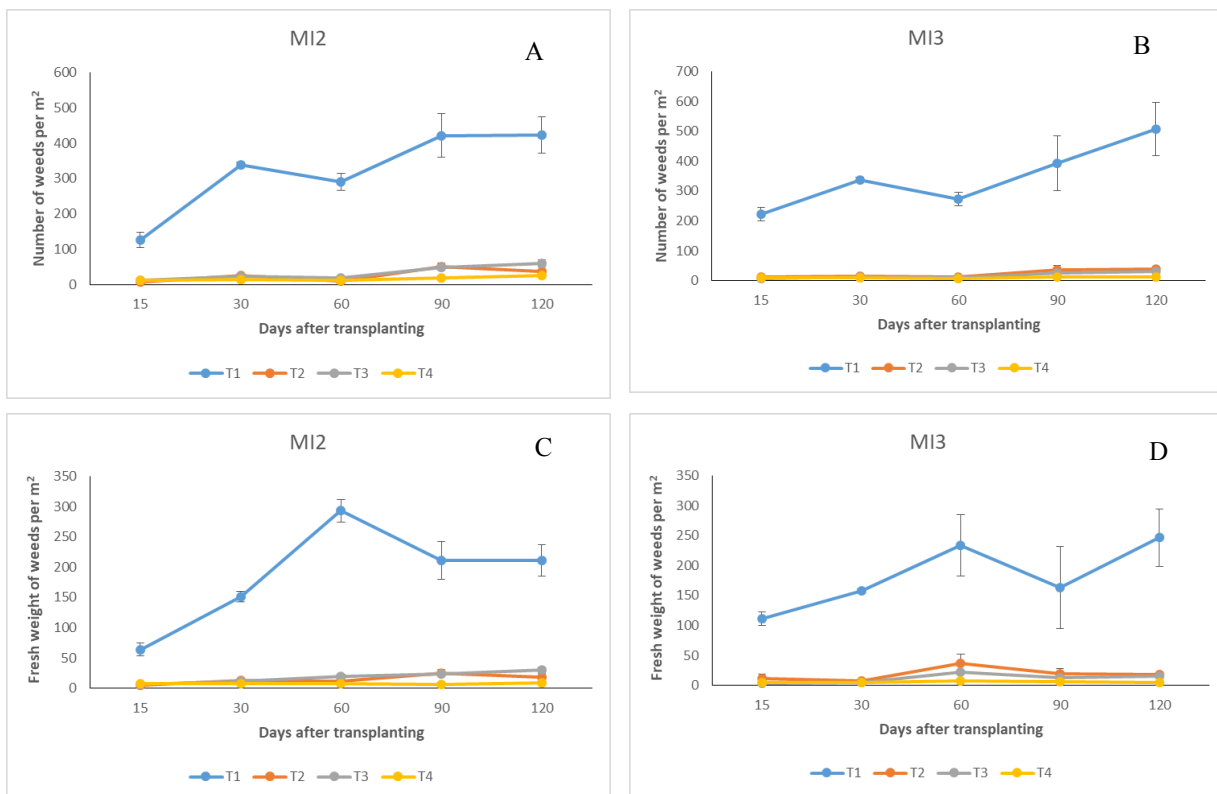 MI2
A
Number of weeds per m²
600
500
400
300
200
100
0
15 30 60 90 120
Days after transplanting
T1 T2 T3 T4
MI3
B
Number of weeds per m²
700
600
500
400
300
200
100
0
15 30 60 90 120
Days after transplanting
T1 T2 T3 T4
MI2
C
Fresh weight of weeds per m²
350
300
250
200
150
100
50
0
15 30 60 90 120
Days after transplanting
T1 T2 T3 T4
MI3
D
Fresh weight of weeds per m²
350
300
250
200
150
100
50
0
15 30 60 90 120
Days after transplanting
T1 T2 T3 T4